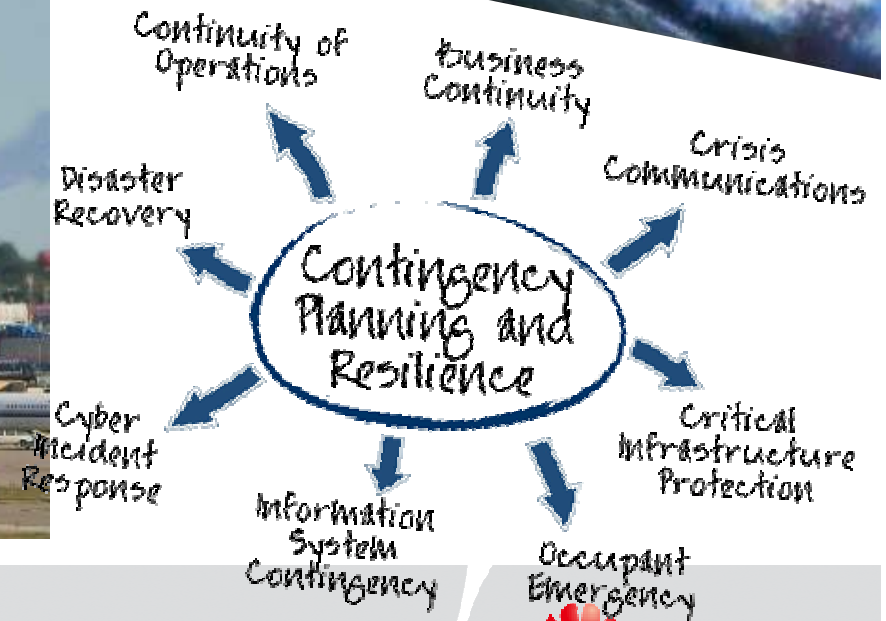 Continuity of
Operations
Business
Continuity
Crisis
Communications
Disaster
Recovery
Contingency
Planning and
Resilience
Cyber
Incident
Response
Critical
Infrastructure
Protection
Information
System
Contingency
Occupant
Emergency